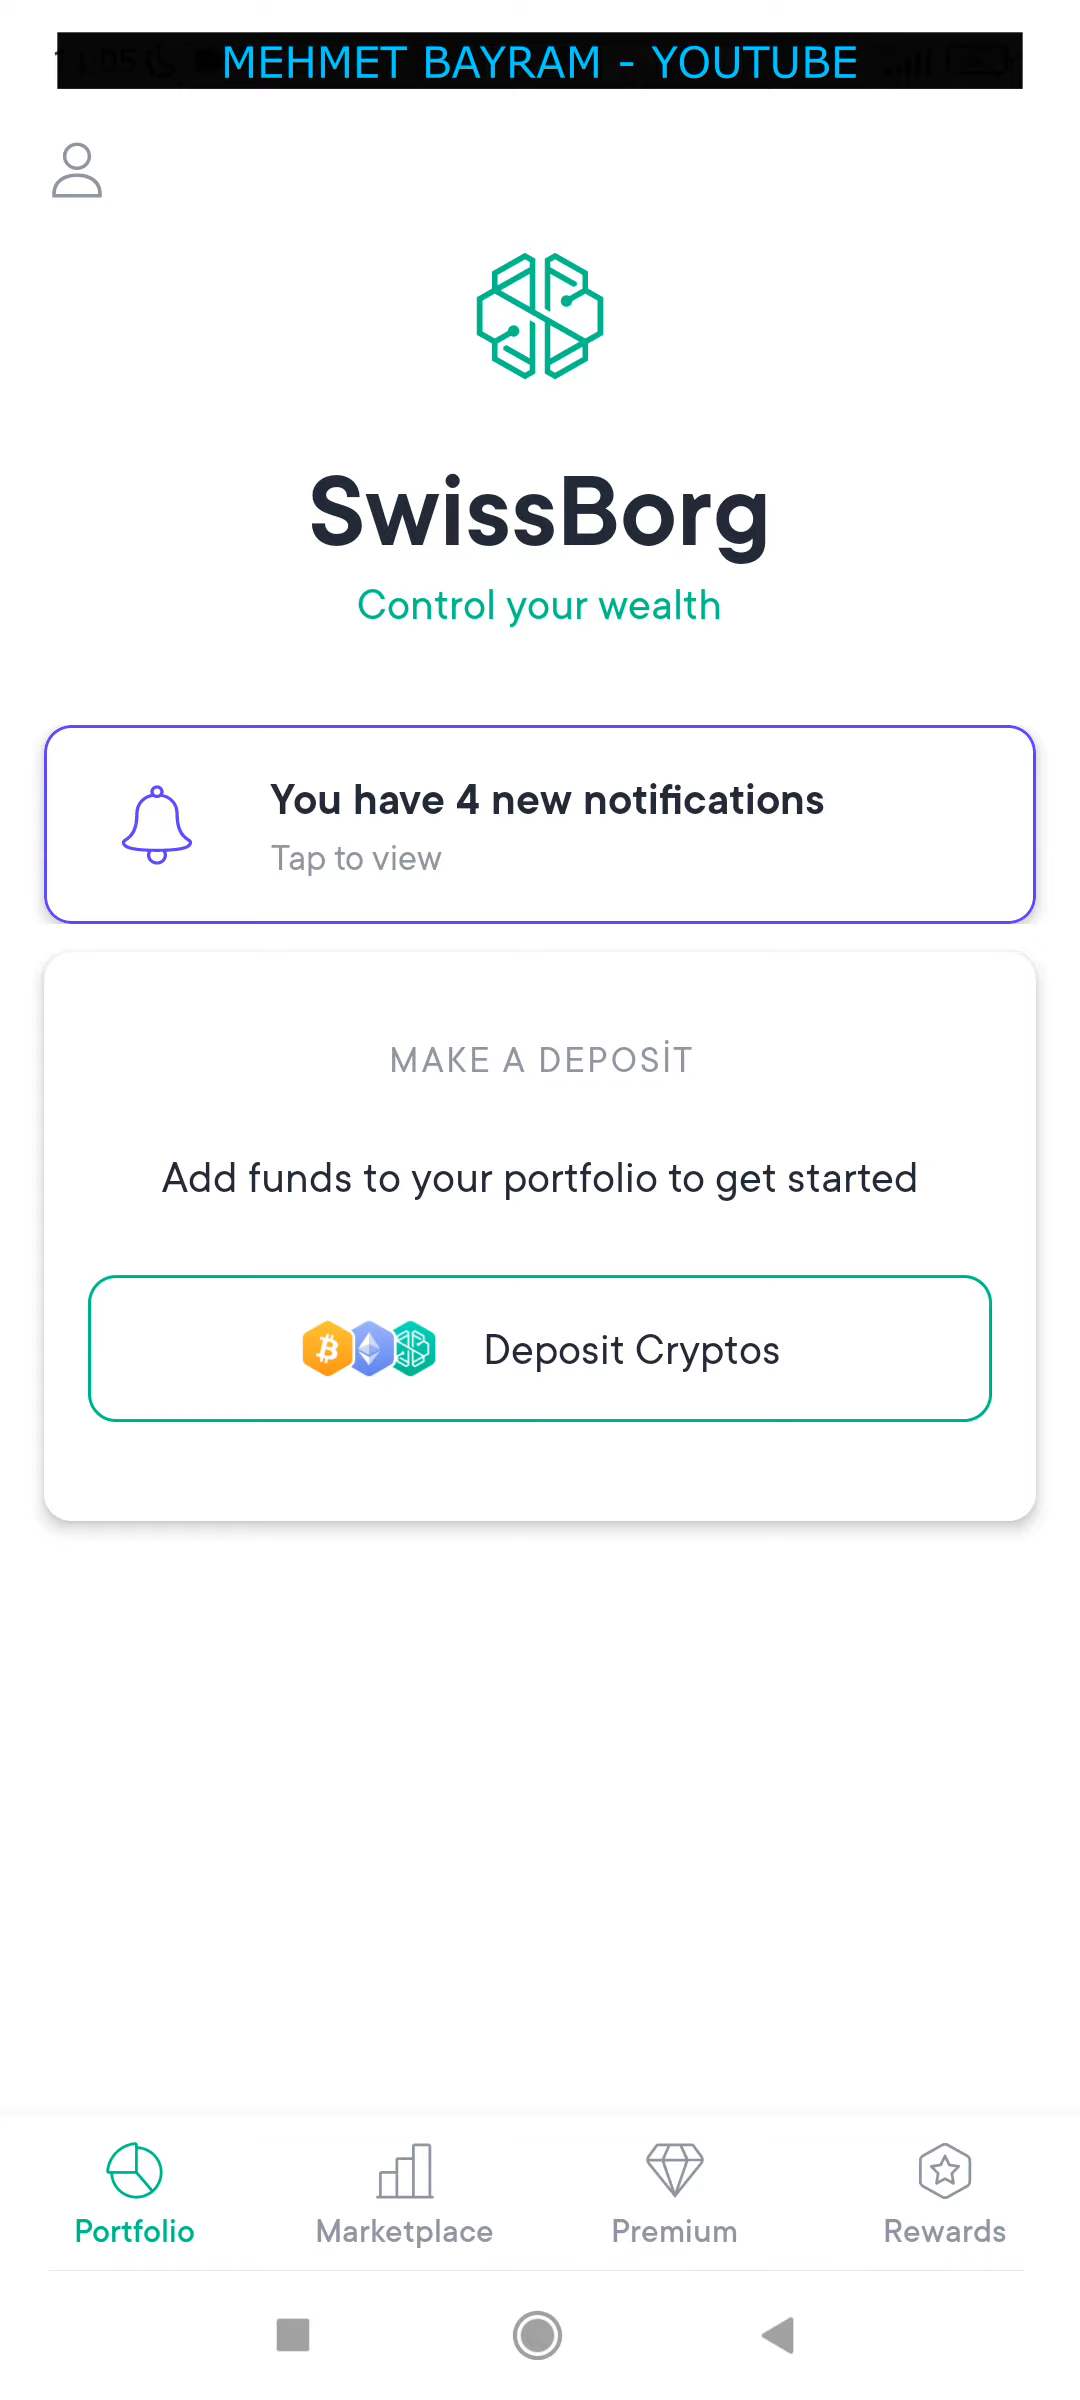 MEHMET BAYRAM - YOUTUBE
SwissBorg
Control your wealth
You have 4 new notifications
Tap to view
MAKE A DEPOSİT
Add funds to your portfolio to get started
Deposit Cryptos
Portfolio
Marketplace
Premium
Rewards